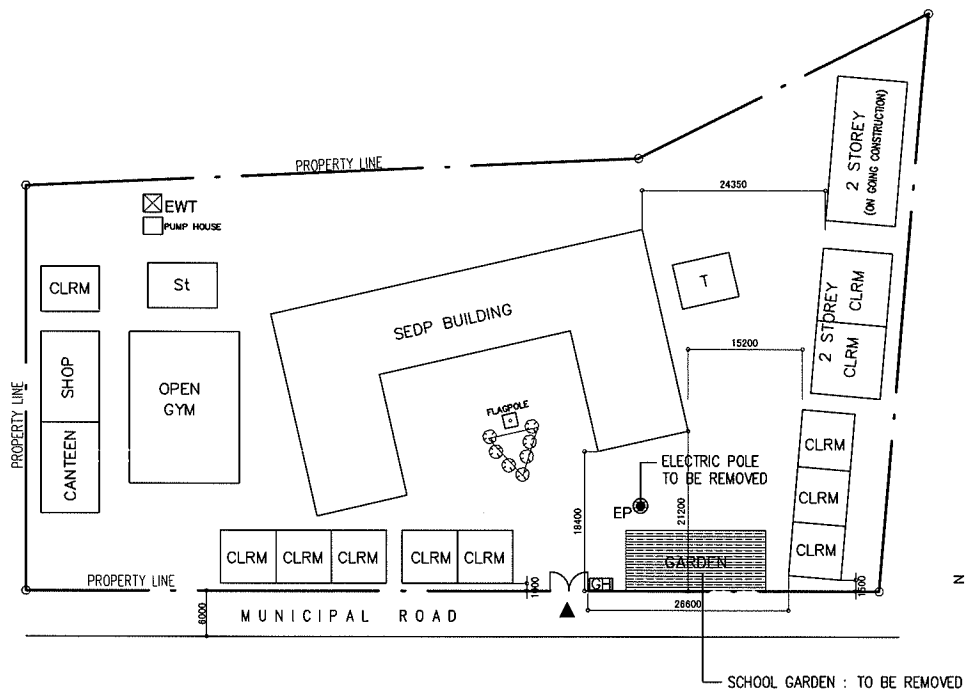 PROPERTY LINE
24350
2 STOREY
(ON GOING CONSTRUCTION)
EWT
PUMP HOUSE
CLRM
St
SEDP BUILDING
T
2 STOREY
CLRM
CLRM
15200
PROPERTY LINE
SHOP
CANTEEN
OPEN
GYM
FLAGPOLE
ELECTRIC POLE
TO BE REMOVED
EP
18400
21200
CLRM
CLRM
CLRM
CLRM
CLRM
CLRM
CLRM
CLRM
GARDEN
GH
PROPERTY LINE
6000
MUNICIPAL ROAD
26600
1500
N
SCHOOL GARDEN : TO BE REMOVED